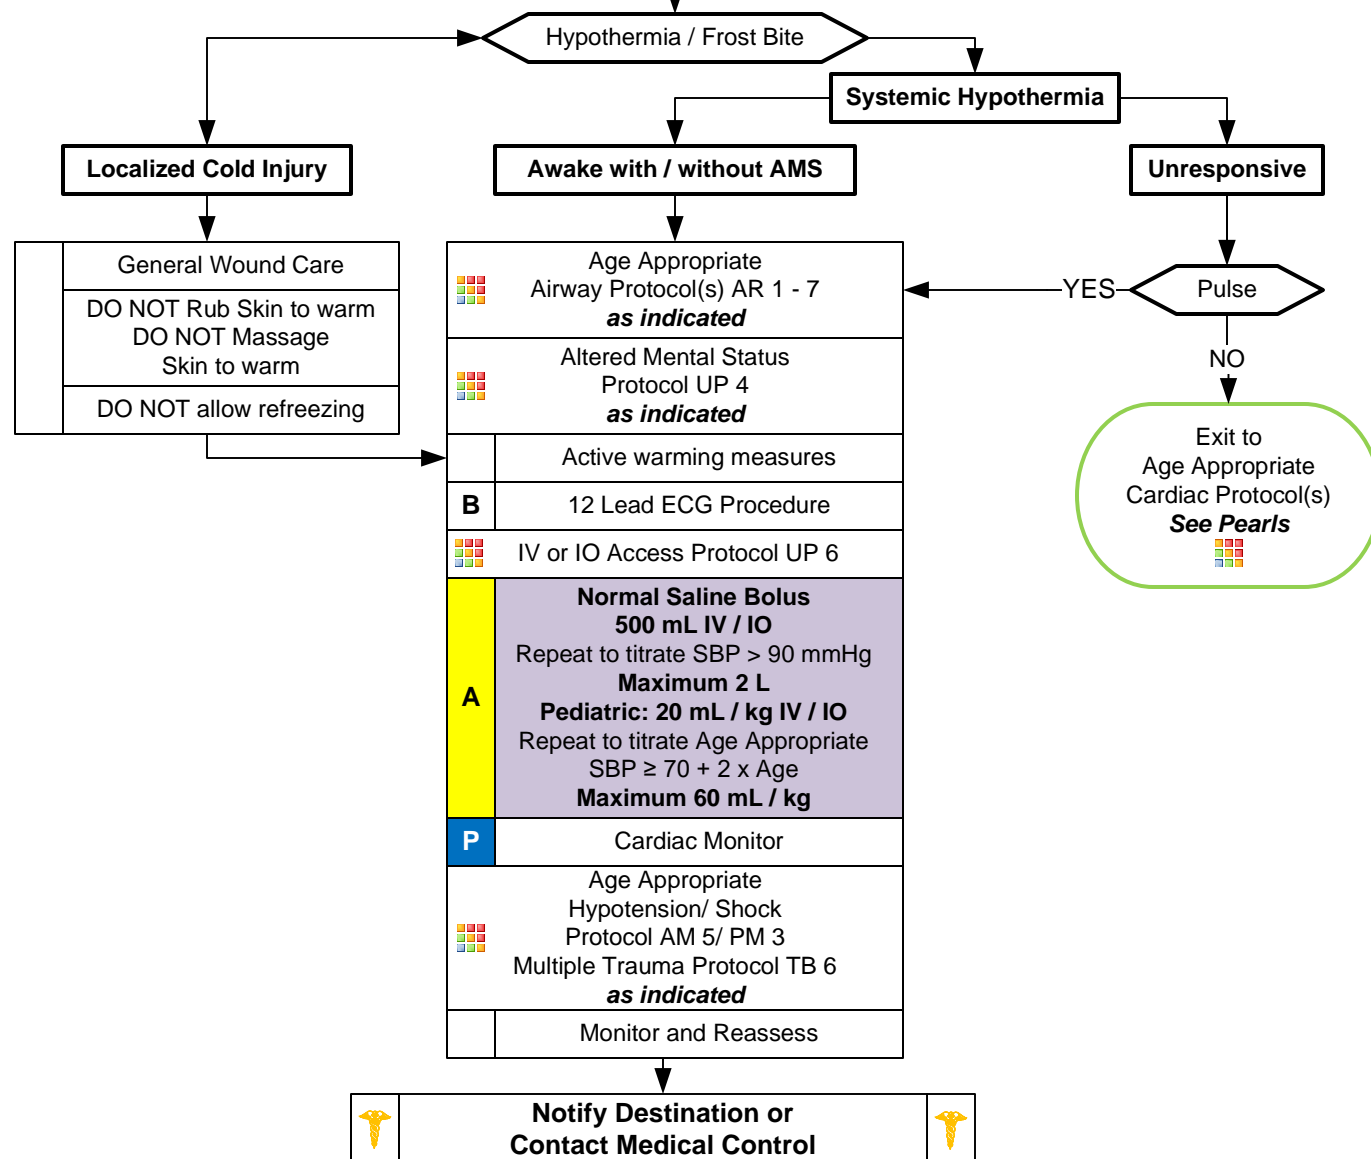 Hypothermia / Frost Bite
Systemic Hypothermia
Localized Cold Injury
Awake with / without AMS
Unresponsive
General Wound Care
DO NOT Rub Skin to warm
DO NOT Massage
Skin to warm
DO NOT allow refreezing
Age Appropriate
Airway Protocol(s) AR 1 - 7
as indicated
YES
Pulse
NO
Altered Mental Status
Protocol UP 4
as indicated
Exit to
Age Appropriate
Cardiac Protocol(s)
See Pearls
Active warming measures
B
12 Lead ECG Procedure
IV or IO Access Protocol UP 6
A
Normal Saline Bolus
500 mL IV / IO
Repeat to titrate SBP > 90 mmHg
Maximum 2 L
Pediatric: 20 mL / kg IV / IO
Repeat to titrate Age Appropriate
SBP ≥ 70 + 2 x Age
Maximum 60 mL / kg
P
Cardiac Monitor
Age Appropriate
Hypotension/ Shock
Protocol AM 5/ PM 3
Multiple Trauma Protocol TB 6
as indicated
Monitor and Reassess
Notify Destination or
Contact Medical Control